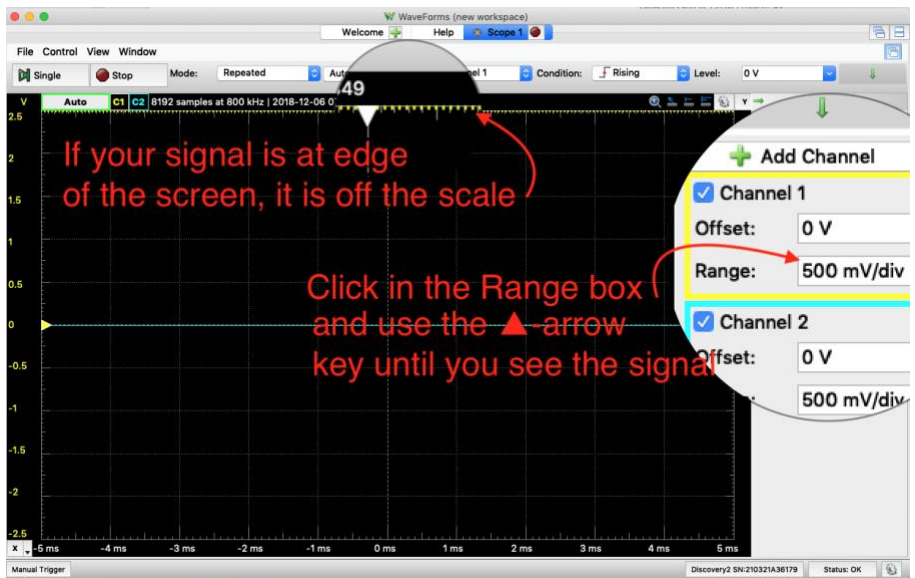 WaveForms (new workspace)
Welcome Help Scope 1
File Control View Window
Single Stop Mode: Repeated Condition: Rising Level: 0 V
49
V Auto C1 C2 8192 samples at 800 kHz | 2018-12-06 Y
2.5
2
1.5
1
0.5
0
-0.5
-1
-1.5
-2
-2.5
If your signal is at edge
of the screen, it is off the scale
Click in the Range box
and use the ▲-arrow
key until you see the signal
Add Channel
Channel 1
Offset: 0 V
Range: 500 mV/div
Channel 2
Offset: 0 V
500 mV/div
X -5 ms -4 ms -3 ms -2 ms -1 ms 0 ms 1 ms 2 ms 3 ms 4 ms 5 ms
Manual Trigger Discovery2 SN:210321A36179 Status: OK